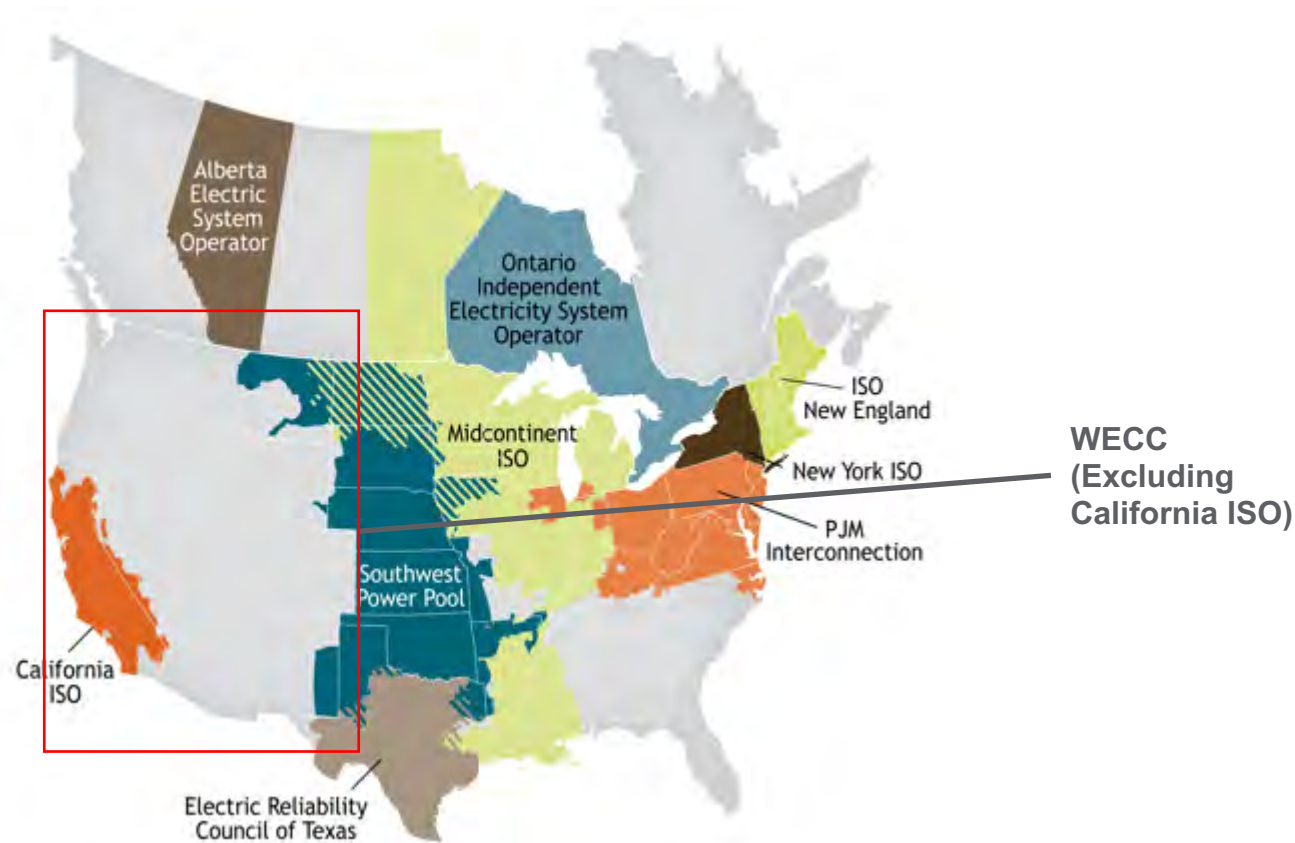 Alberta
Electric
System
Operator
Ontario
Independent
Electricity System
Operator
ISO
New England
Midcontinent
ISO
New York ISO
WECC
(Excluding
California ISO)
PJM
Interconnection
Southwest
Power Pool
California
ISO
Electric Reliability
Council of Texas